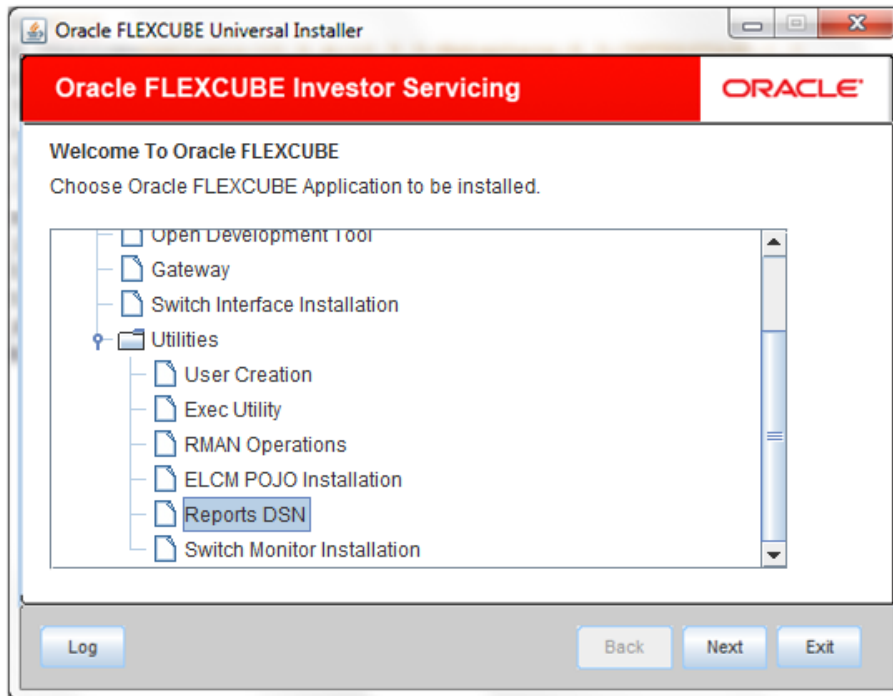 Oracle FLEXCUBE Universal Installer
Oracle FLEXCUBE Investor Servicing
ORACLE
Welcome To Oracle FLEXCUBE
Choose Oracle FLEXCUBE Application to be installed.
Open Development Tool
Gateway
Switch Interface Installation
Utilities
User Creation
Exec Utility
RMAN Operations
ELCM POJO Installation
Reports DSN
Switch Monitor Installation
Log Back Next Exit